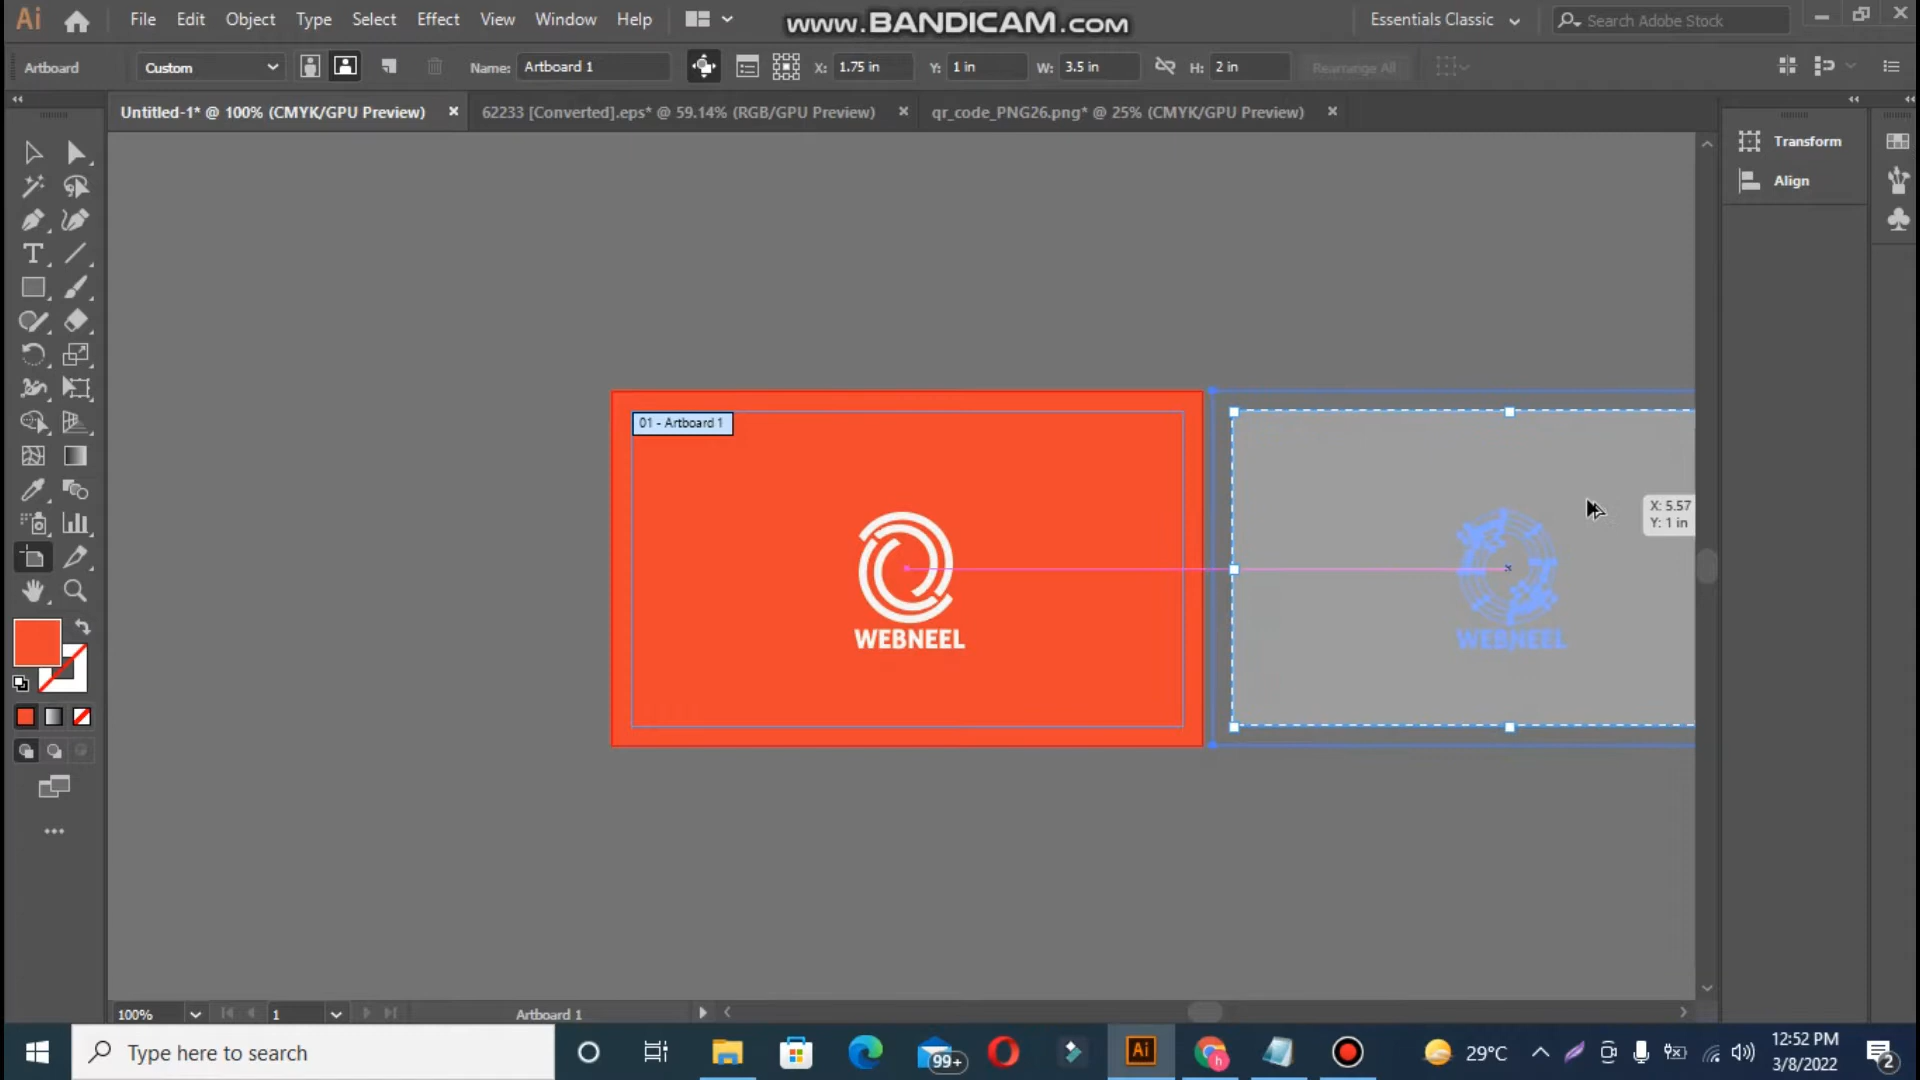 Ai File Edit Object Type Select Effect View Window Help
www.BANDICAM.com
Essentials Classic
Search Adobe Stock
Artboard Custom Name: Artboard 1 X: 1.75 in Y: 1 in W: 3.5 in H: 2 in Rearrange All
Untitled-1* @ 100% (CMYK/GPU Preview) × 62233 [Converted].eps* @ 59.14% (RGB/GPU Preview) × qr_code_PNG26.png* @ 25% (CMYK/GPU Preview) ×
Transform
Align
01 - Artboard 1
X: 5.57
Y: 1 in
WEBNEEL
WEBNEEL
100% 1 Artboard 1
Type here to search
99+
Ai
h
29°C
12:52 PM
3/8/2022
2